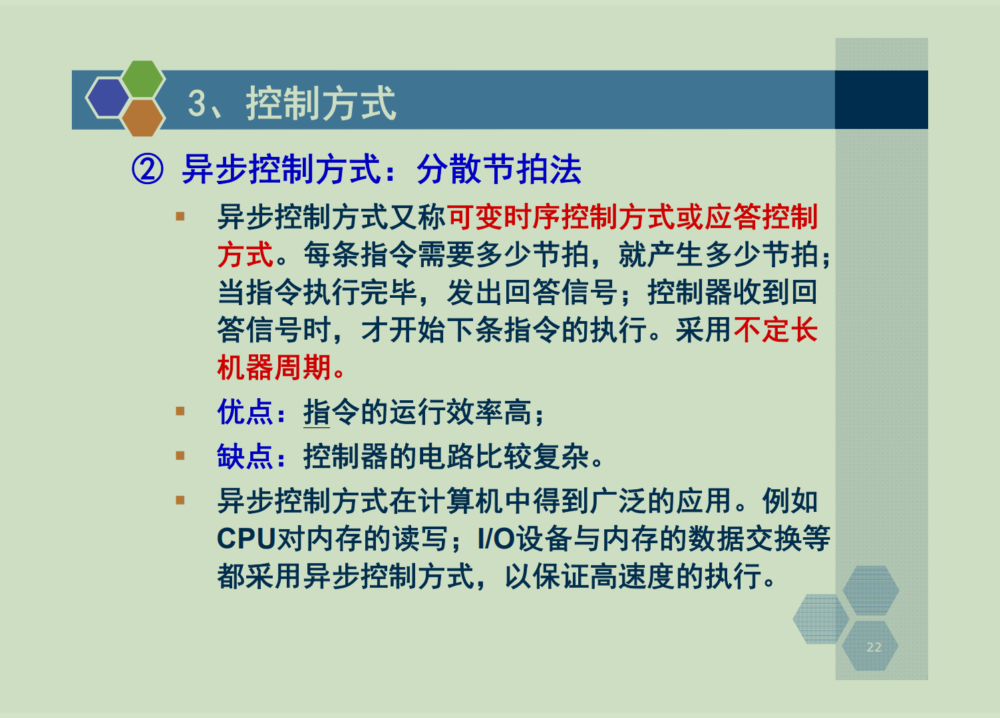 3、控制方式
② 异步控制方式：分散节拍法
异步控制方式又称可变时序控制方式或应答控制
方式。每条指令需要多少节拍，就产生多少节拍；
当指令执行完毕，发出回答信号；控制器收到回
答信号时，才开始下条指令的执行。采用不定长
机器周期。
优点：指令的运行效率高；
缺点：控制器的电路比较复杂。
异步控制方式在计算机中得到广泛的应用。例如
CPU对内存的读写；I/O设备与内存的数据交换等
都采用异步控制方式，以保证高速度的执行。
22